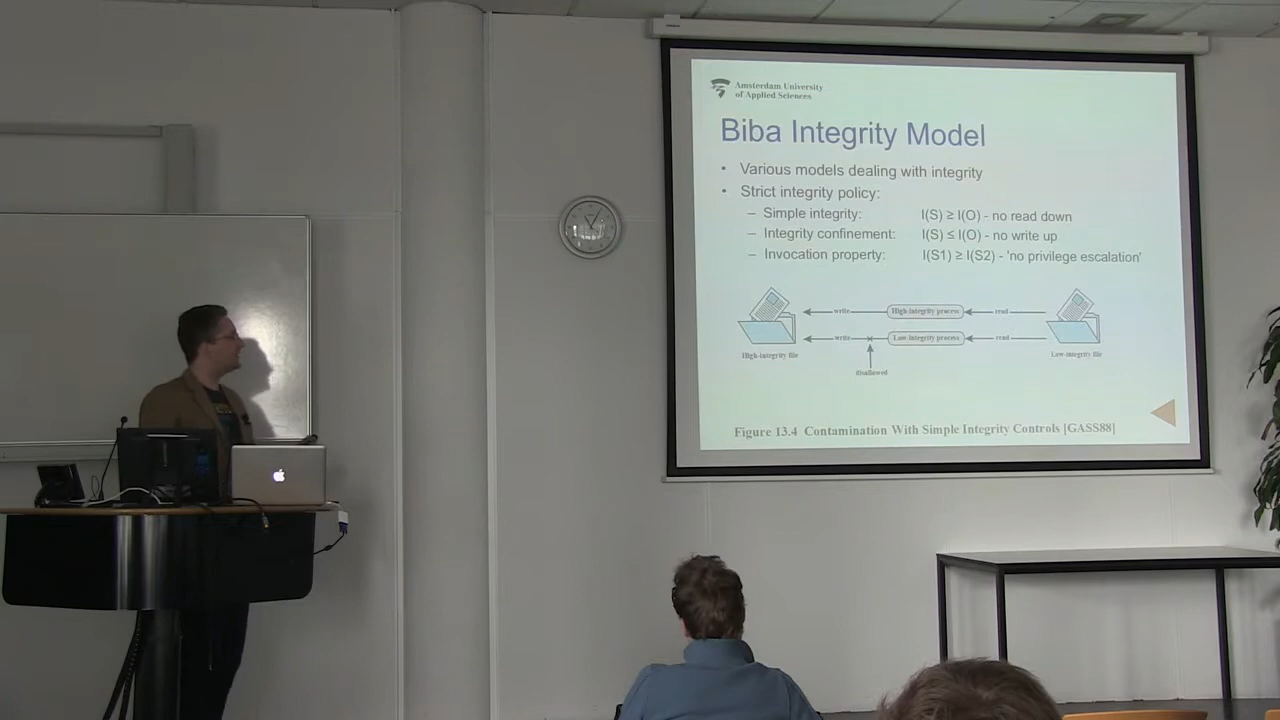 Amsterdam University
of Applied Sciences
Biba Integrity Model
• Various models dealing with integrity
• Strict integrity policy:
– Simple integrity: I(S) ≥ I(O) - no read down
– Integrity confinement: I(S) ≤ I(O) - no write up
– Invocation property: I(S1) ≥ I(S2) - 'no privilege escalation'
write High-integrity process read
write Low-integrity process read
High-integrity file Low-integrity file
disallowed
Figure 13.4 Contamination With Simple Integrity Controls [GASS88]